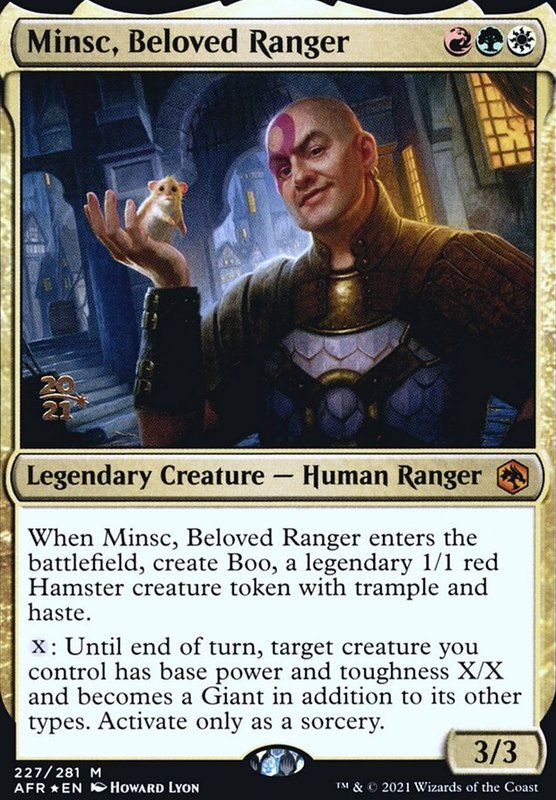 Minsc, Beloved Ranger
20
21
Legendary Creature — Human Ranger
When Minsc, Beloved Ranger enters the
battlefield, create Boo, a legendary 1/1 red
Hamster creature token with trample and
haste.
X: Until end of turn, target creature you
control has base power and toughness X/X
and becomes a Giant in addition to its other
types. Activate only as a sorcery.
3/3
227/281 M
AFR ★ EN Howard Lyon
™ & © 2021 Wizards of the Coast